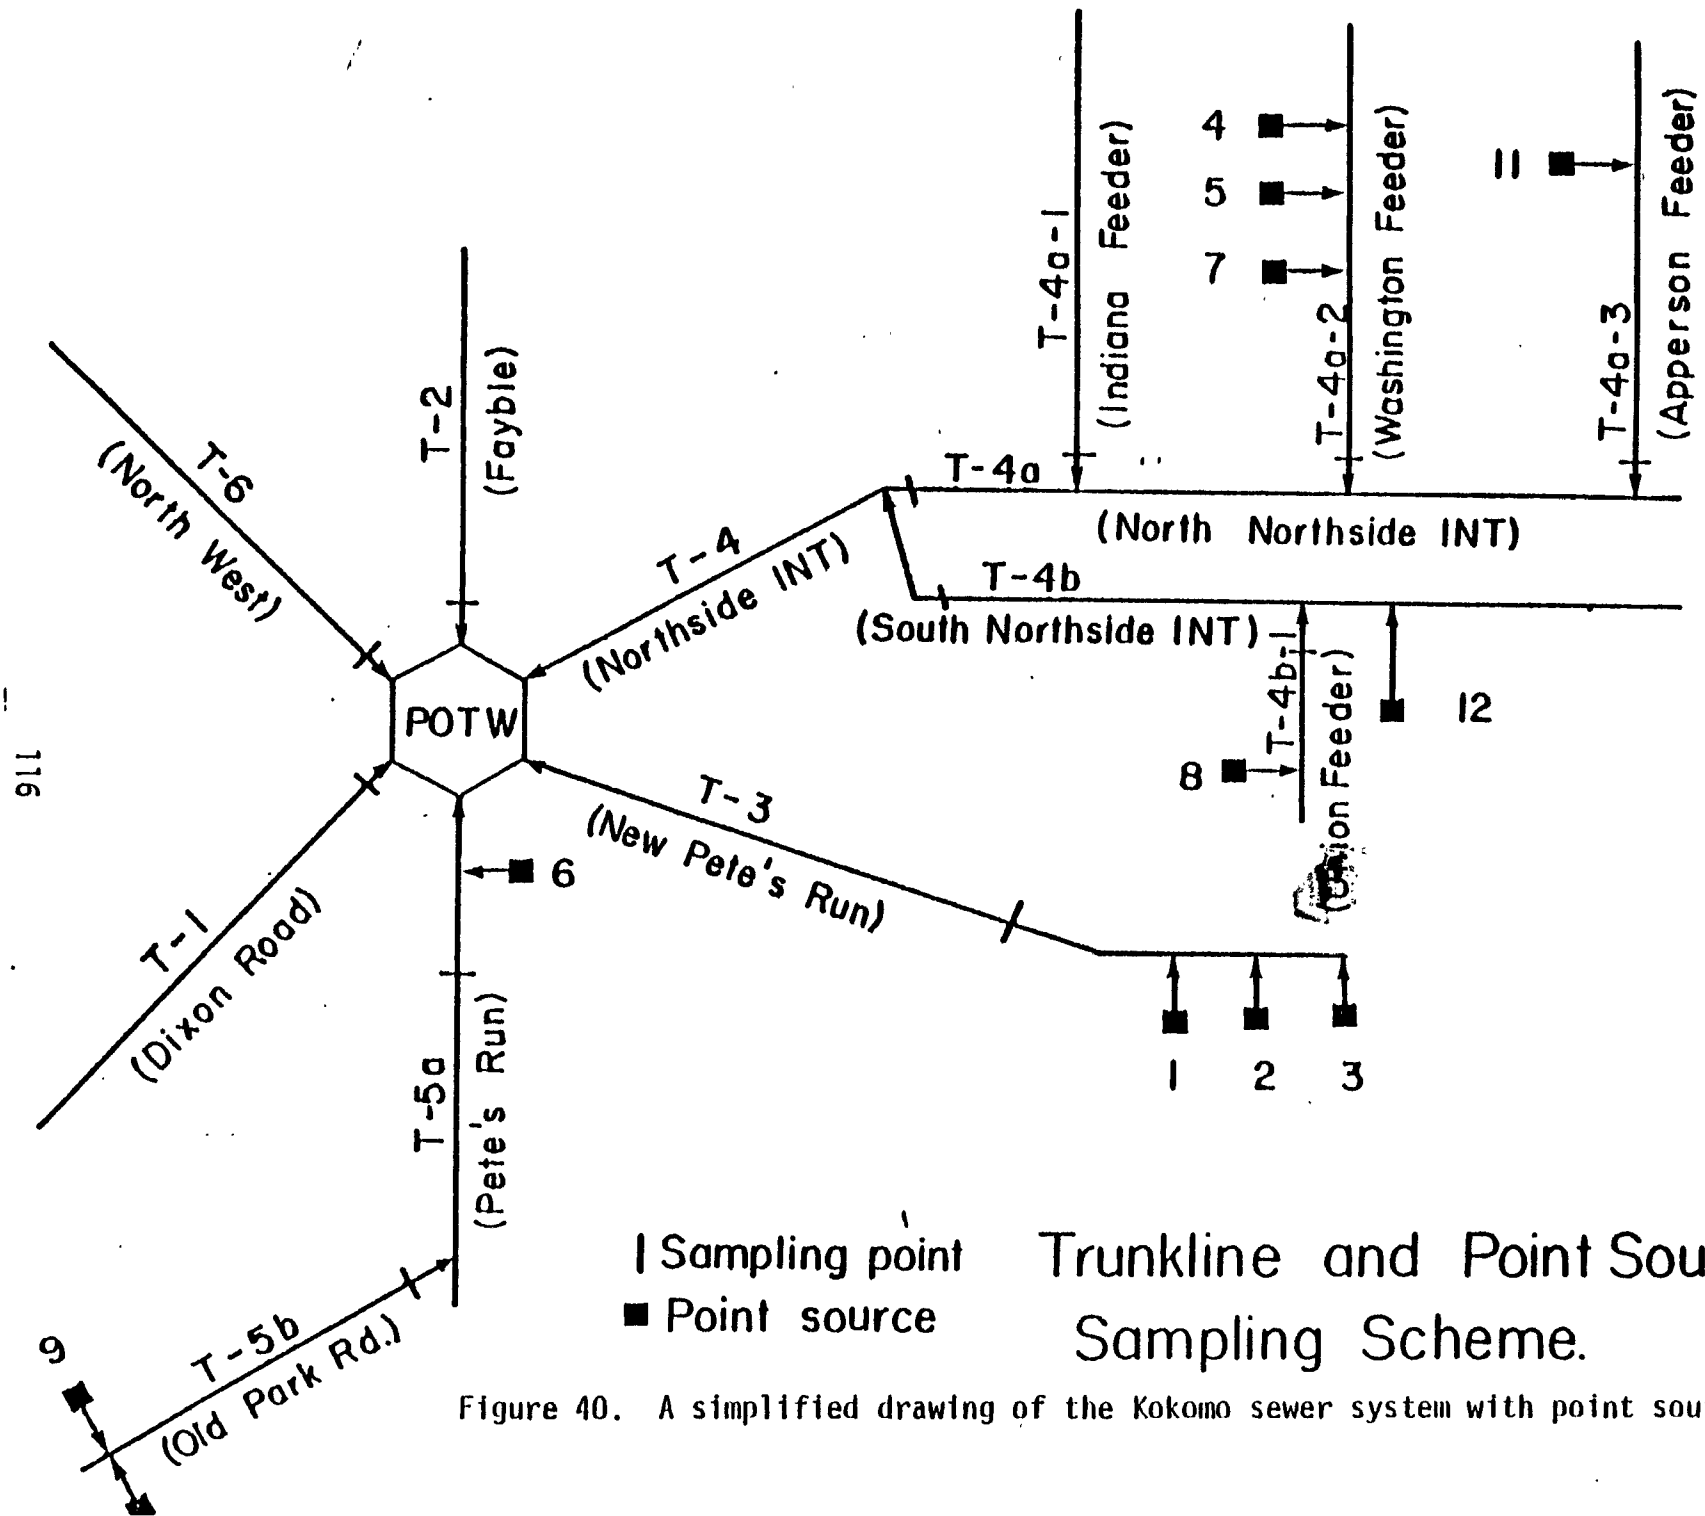 4
5
7
11
T-4a-1
(Indiana Feeder)
T-4a-2
(Washington Feeder)
T-4a-3
(Apperson Feeder)
T-2
(Fayble)
T-6
(North West)
T-4a
(North Northside INT)
T-4
(Northside INT)
T-4b
(South Northside INT)
T-4b-1
Feeder)
12
8
POTW
116
T-3
(New Pete's Run)
6
T-1
(Dixon Road)
1 2 3
T-5a
(Pete's Run)
Sampling point
Point source
Trunkline and Point Sou
Sampling Scheme.
9
T-5b
(Old Park Rd.)
Figure 40. A simplified drawing of the Kokomo sewer system with point sou